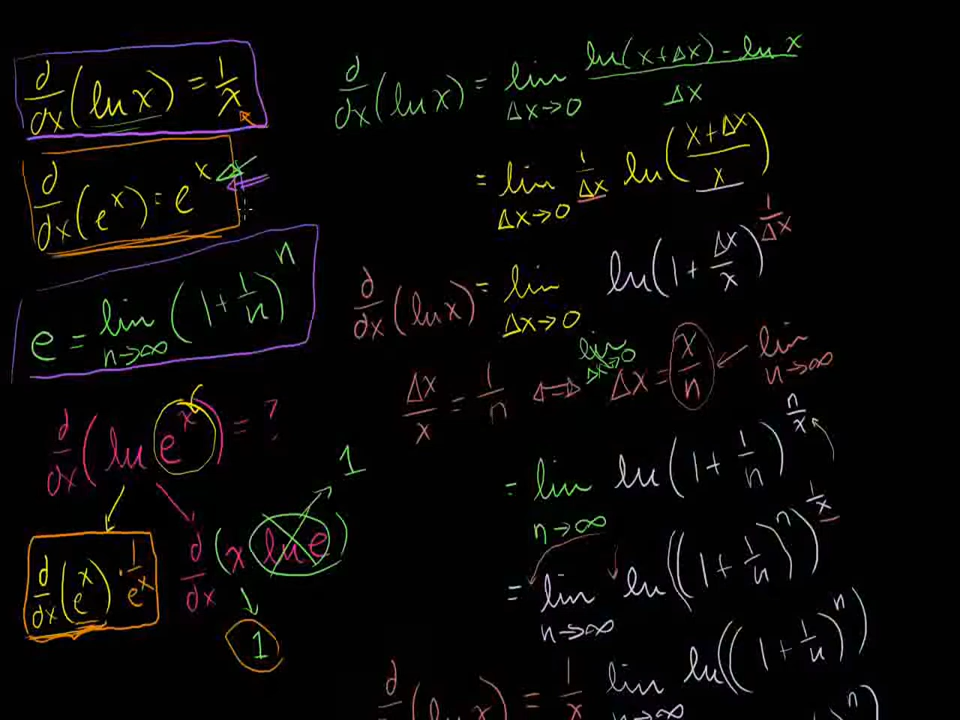 d/dx (ln x) = 1/x
d/dx (e^x) = e^x
e = lim n→∞ (1 + 1/n)^n
d/dx (ln e^x) = ?
d/dx (e^x) · 1/e^x
d/dx (x ln e)
1
1
d/dx (ln x) = lim Δx→0 ln(x+Δx) - ln x / Δx
= lim Δx→0 1/Δx ln((x+Δx)/x)
d/dx (ln x) = lim Δx→0 ln(1 + Δx/x)^(1/Δx)
Δx/x = 1/n ⇔ lim Δx→0 Δx = x/n ← lim n→∞
= lim n→∞ ln(1 + 1/n)^(n/x)
= lim n→∞ ln((1 + 1/n)^n)^(1/x)
d/dx (ln x) = 1/x lim n→∞ ln((1 + 1/n)^n)